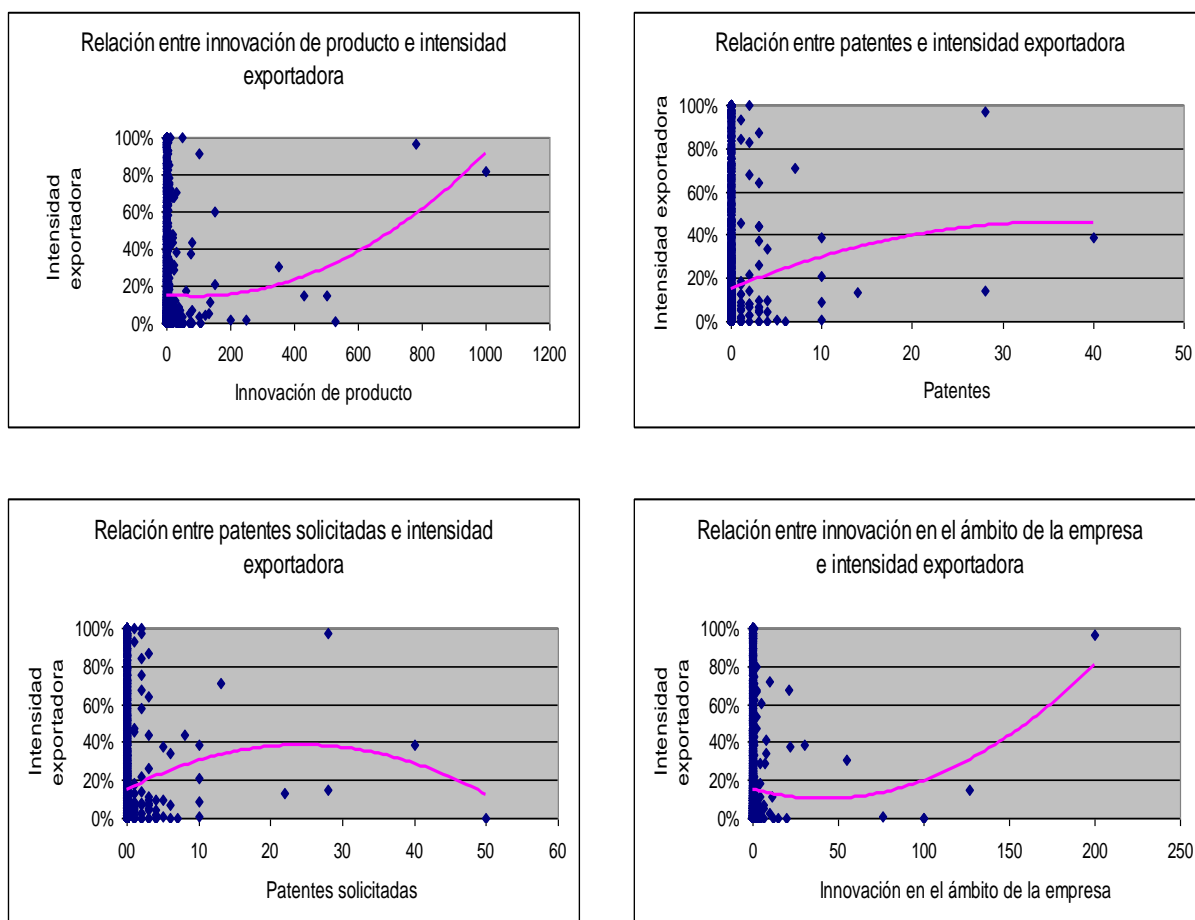 Relación entre innovación de producto e intensidad
exportadora
Intensidad
exportadora
100%
80%
60%
40%
20%
0%
0 200 400 600 800 1000 1200
Innovación de producto
Relación entre patentes e intensidad exportadora
Intensidad exportadora
100%
80%
60%
40%
20%
0%
0 10 20 30 40 50
Patentes
Relación entre patentes solicitadas e intensidad
exportadora
Intensidad
exportadora
100%
80%
60%
40%
20%
0%
00 10 20 30 40 50 60
Patentes solicitadas
Relación entre innovación en el ámbito de la empresa
e intensidad exportadora
Intensidad
exportadora
100%
80%
60%
40%
20%
0%
0 50 100 150 200 250
Innovación en el ámbito de la empresa